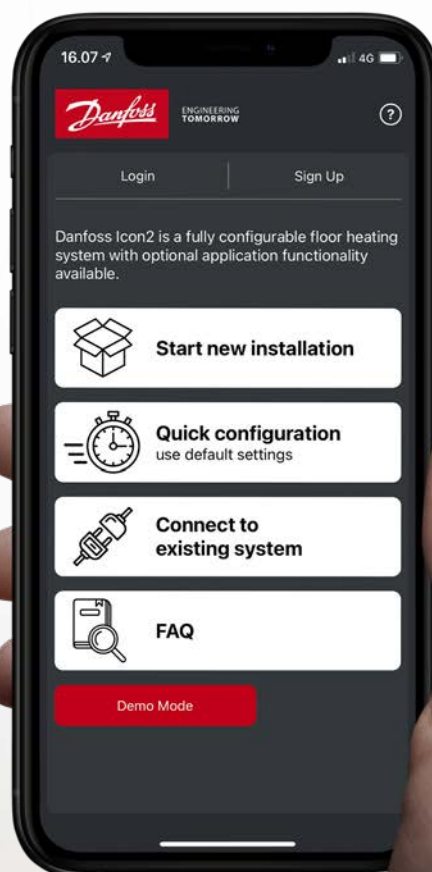 16.07
4G
Danfoss
ENGINEERING
TOMORROW
?
Login
Sign Up
Danfoss Icon2 is a fully configurable floor heating
system with optional application functionality
available.
Start new installation
Quick configuration
use default settings
Connect to
existing system
FAQ
Demo Mode